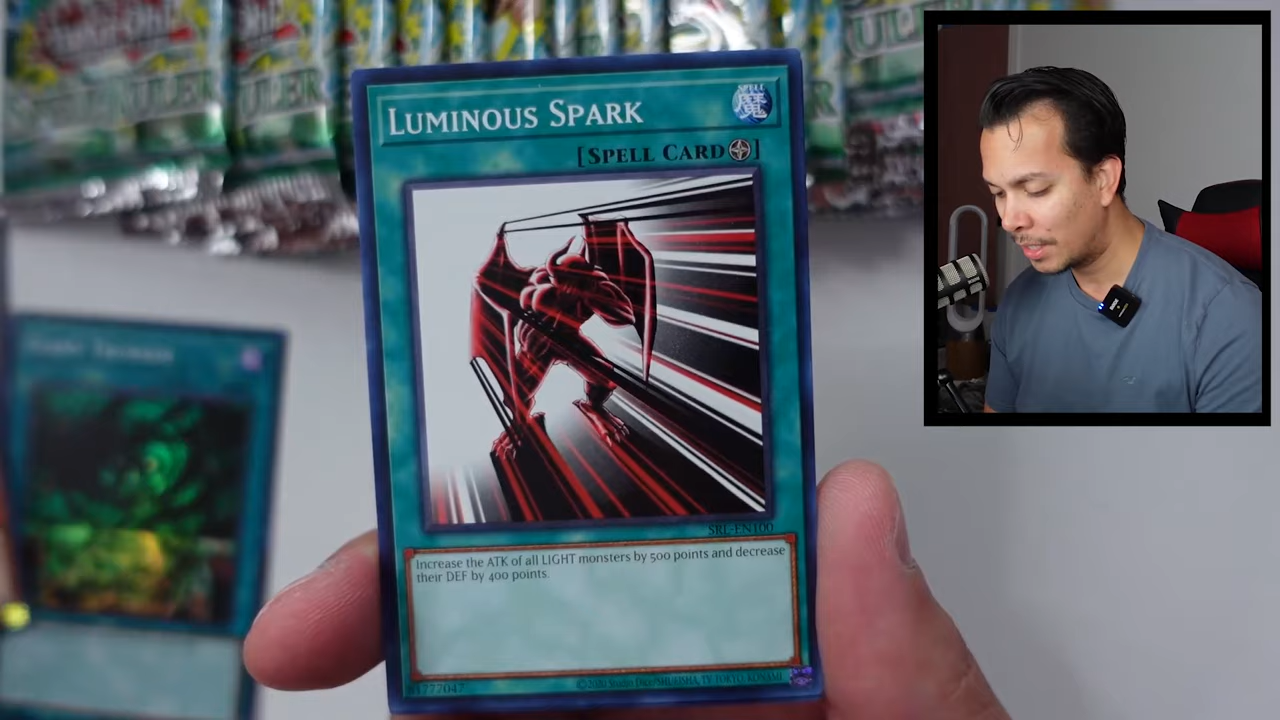 LUMINOUS SPARK
SPELL
魔
[SPELL CARD]
SRL-EN100
Increase the ATK of all LIGHT monsters by 500 points and decrease
their DEF by 400 points.
81777047
©2020 Studio Dice/SHUEISHA, TV TOKYO, KONAMI